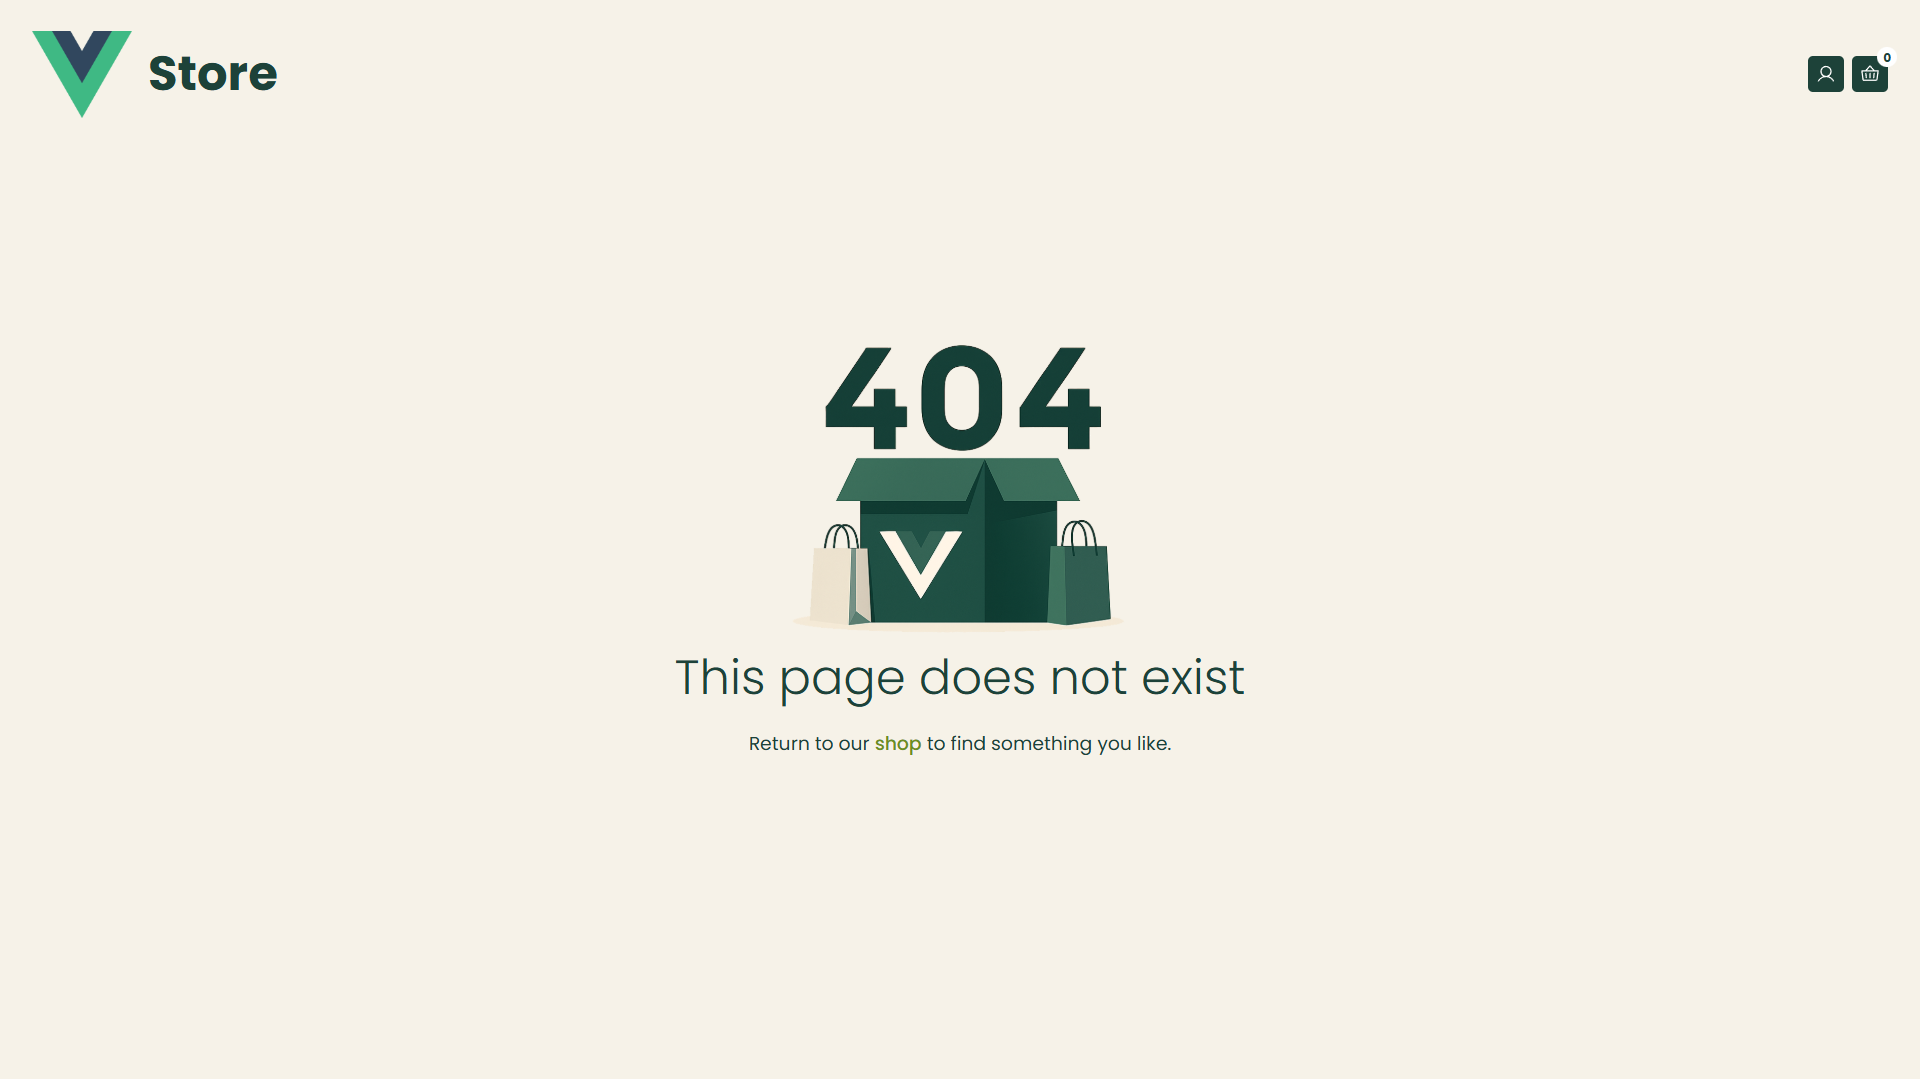 Store
0
404
This page does not exist
Return to our shop to find something you like.